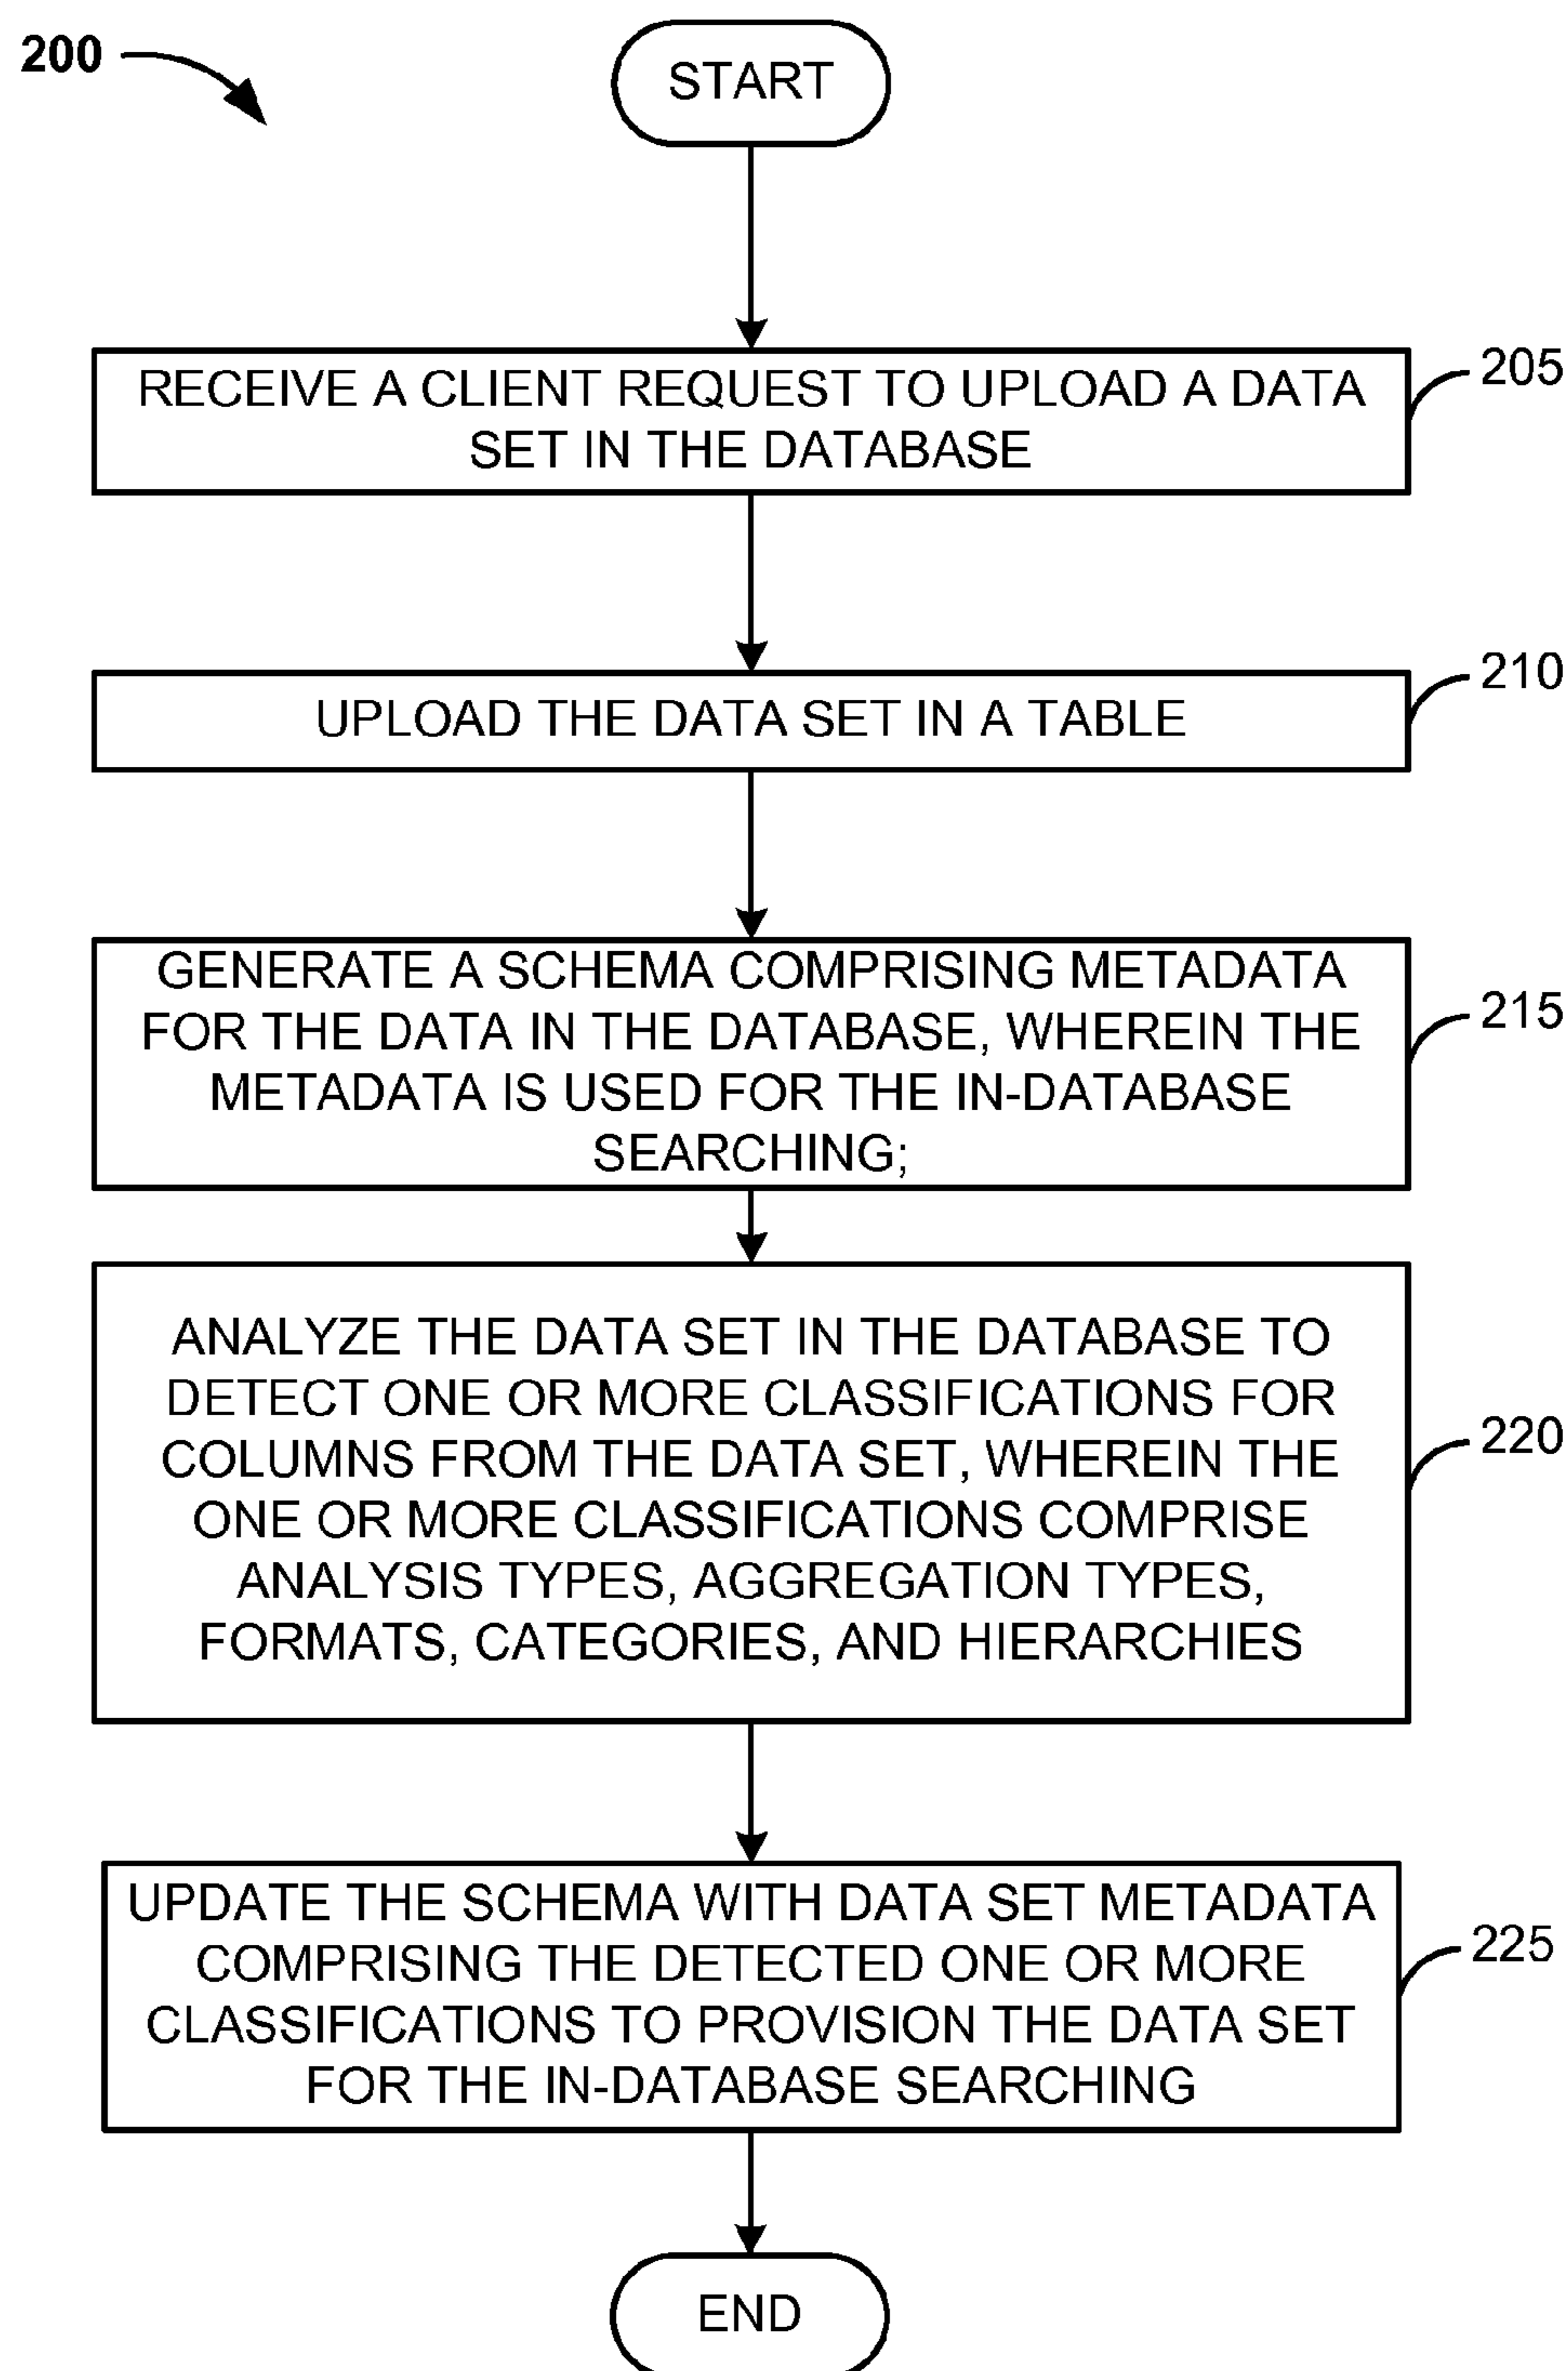 200
START
RECEIVE A CLIENT REQUEST TO UPLOAD A DATA
SET IN THE DATABASE
205
UPLOAD THE DATA SET IN A TABLE
210
GENERATE A SCHEMA COMPRISING METADATA
FOR THE DATA IN THE DATABASE, WHEREIN THE
METADATA IS USED FOR THE IN-DATABASE
SEARCHING;
215
ANALYZE THE DATA SET IN THE DATABASE TO
DETECT ONE OR MORE CLASSIFICATIONS FOR
COLUMNS FROM THE DATA SET, WHEREIN THE
ONE OR MORE CLASSIFICATIONS COMPRISE
ANALYSIS TYPES, AGGREGATION TYPES,
FORMATS, CATEGORIES, AND HIERARCHIES
220
UPDATE THE SCHEMA WITH DATA SET METADATA
COMPRISING THE DETECTED ONE OR MORE
CLASSIFICATIONS TO PROVISION THE DATA SET
FOR THE IN-DATABASE SEARCHING
225
END